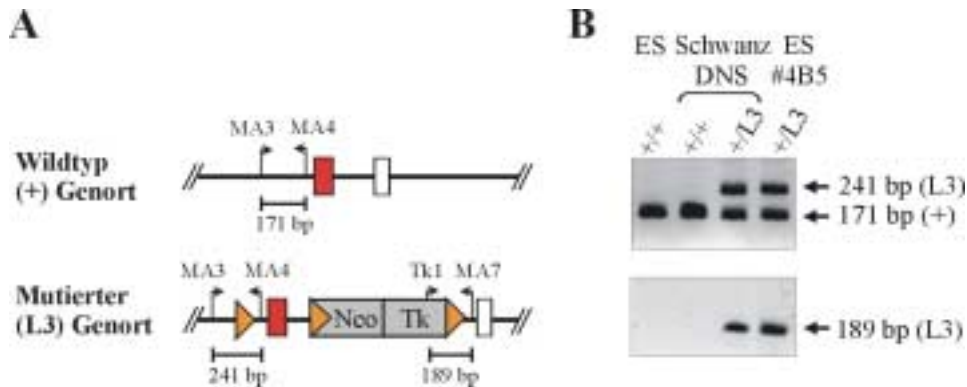 A
MA3 MA4
Wildtyp
(+) Genort
171 bp
MA3 MA4 Tk1 MA7
Mutierter
(L3) Genort
Neo Tk
241 bp 189 bp
B
ES Schwanz ES
DNS #4B5
+/+ +/+ +/L3 +/L3
241 bp (L3)
171 bp (+)
189 bp (L3)